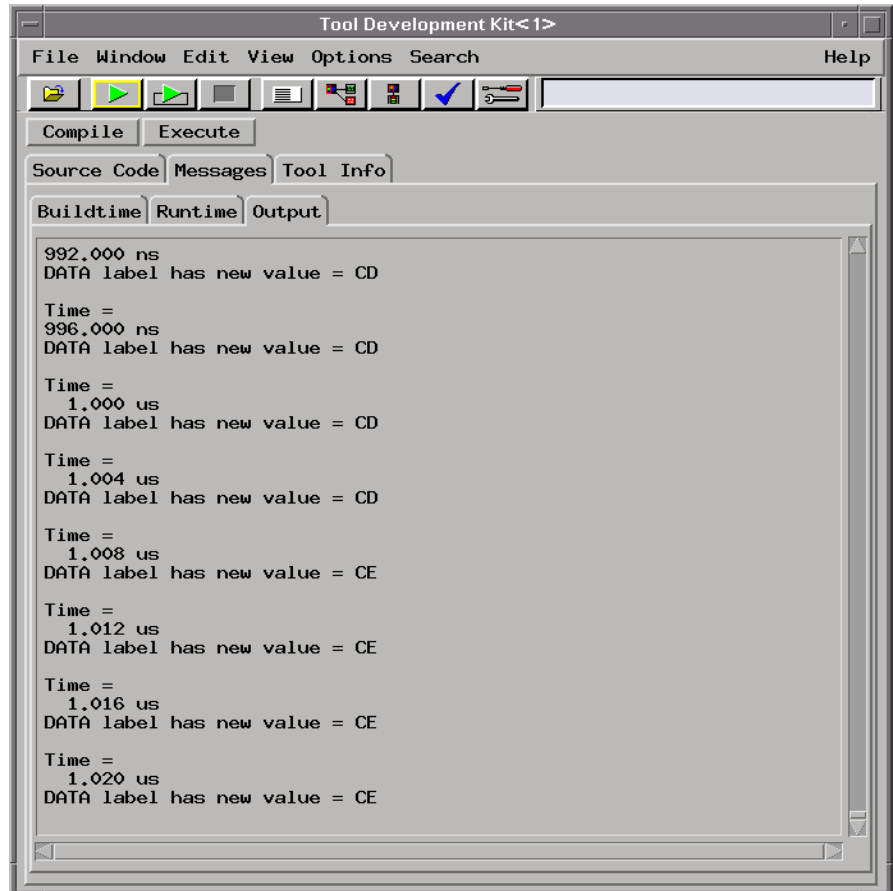 Tool Development Kit<1>
File Window Edit View Options Search Help
Compile Execute
Source Code Messages Tool Info
Buildtime Runtime Output
992.000 ns
DATA label has new value = CD
Time =
996.000 ns
DATA label has new value = CD
Time =
1.000 us
DATA label has new value = CD
Time =
1.004 us
DATA label has new value = CD
Time =
1.008 us
DATA label has new value = CE
Time =
1.012 us
DATA label has new value = CE
Time =
1.016 us
DATA label has new value = CE
Time =
1.020 us
DATA label has new value = CE